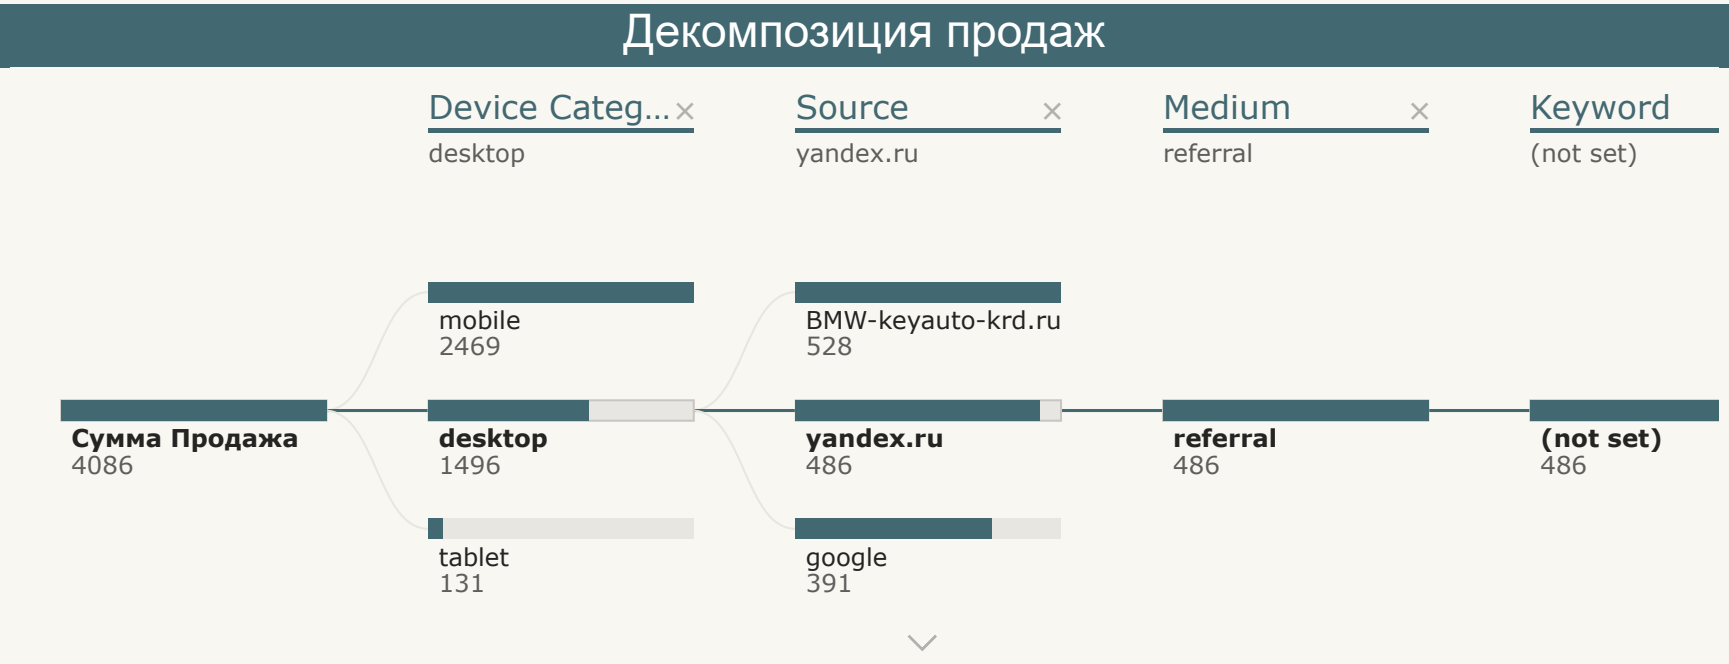 Декомпозиция продаж
Device Categ...
Source
Medium
Keyword
desktop
yandex.ru
referral
(not set)
mobile
2469
BMW-keyauto-krd.ru
528
Сумма Продажа
4086
desktop
1496
yandex.ru
486
referral
486
(not set)
486
tablet
131
google
391